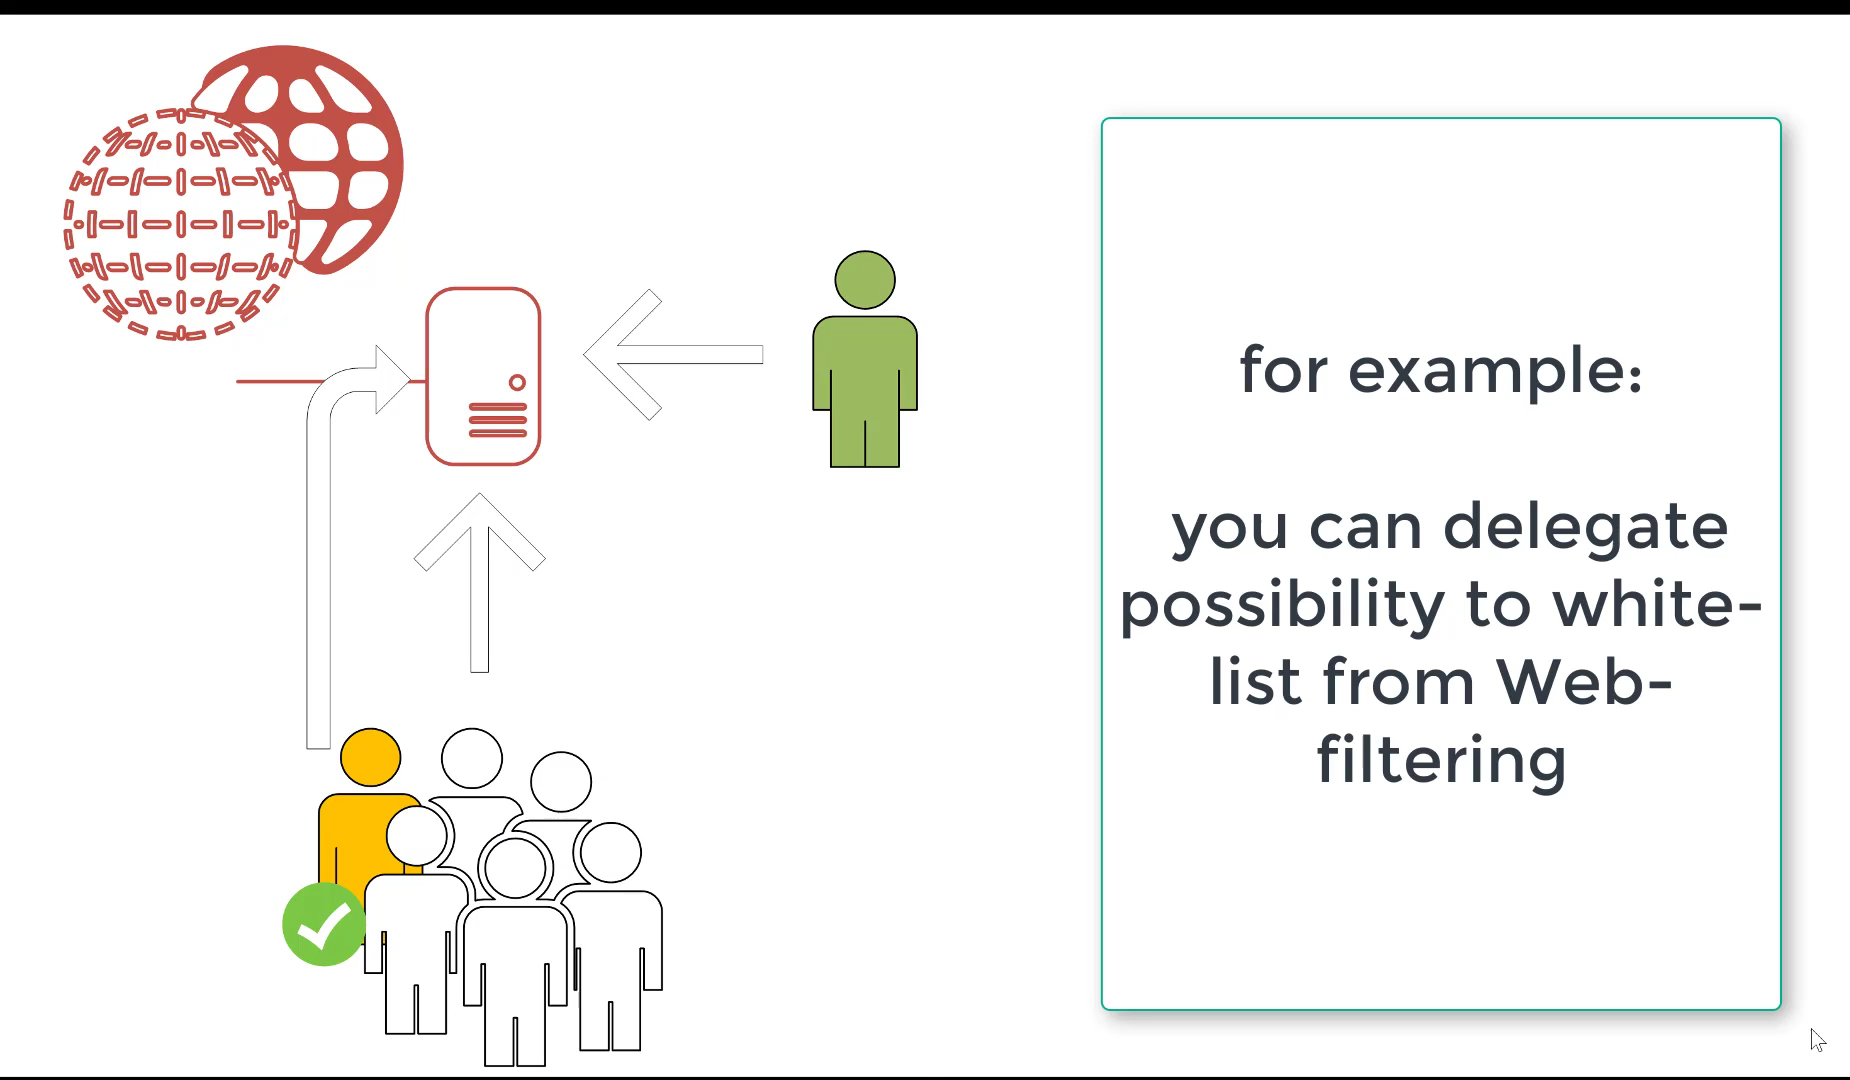 for example:
you can delegate
possibility to white-
list from Web-
filtering